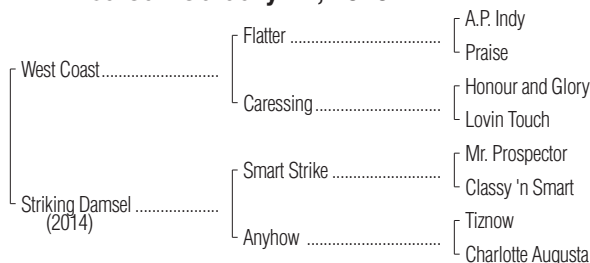 A.P. Indy
Flatter ....................................
Praise
West Coast............................
Honour and Glory
Caressing.................................
Lovin Touch
Mr. Prospector
Smart Strike ............................
Classy 'n Smart
Striking Damsel ....................
(2014)
Tiznow
Anyhow ..................................
Charlotte Augusta